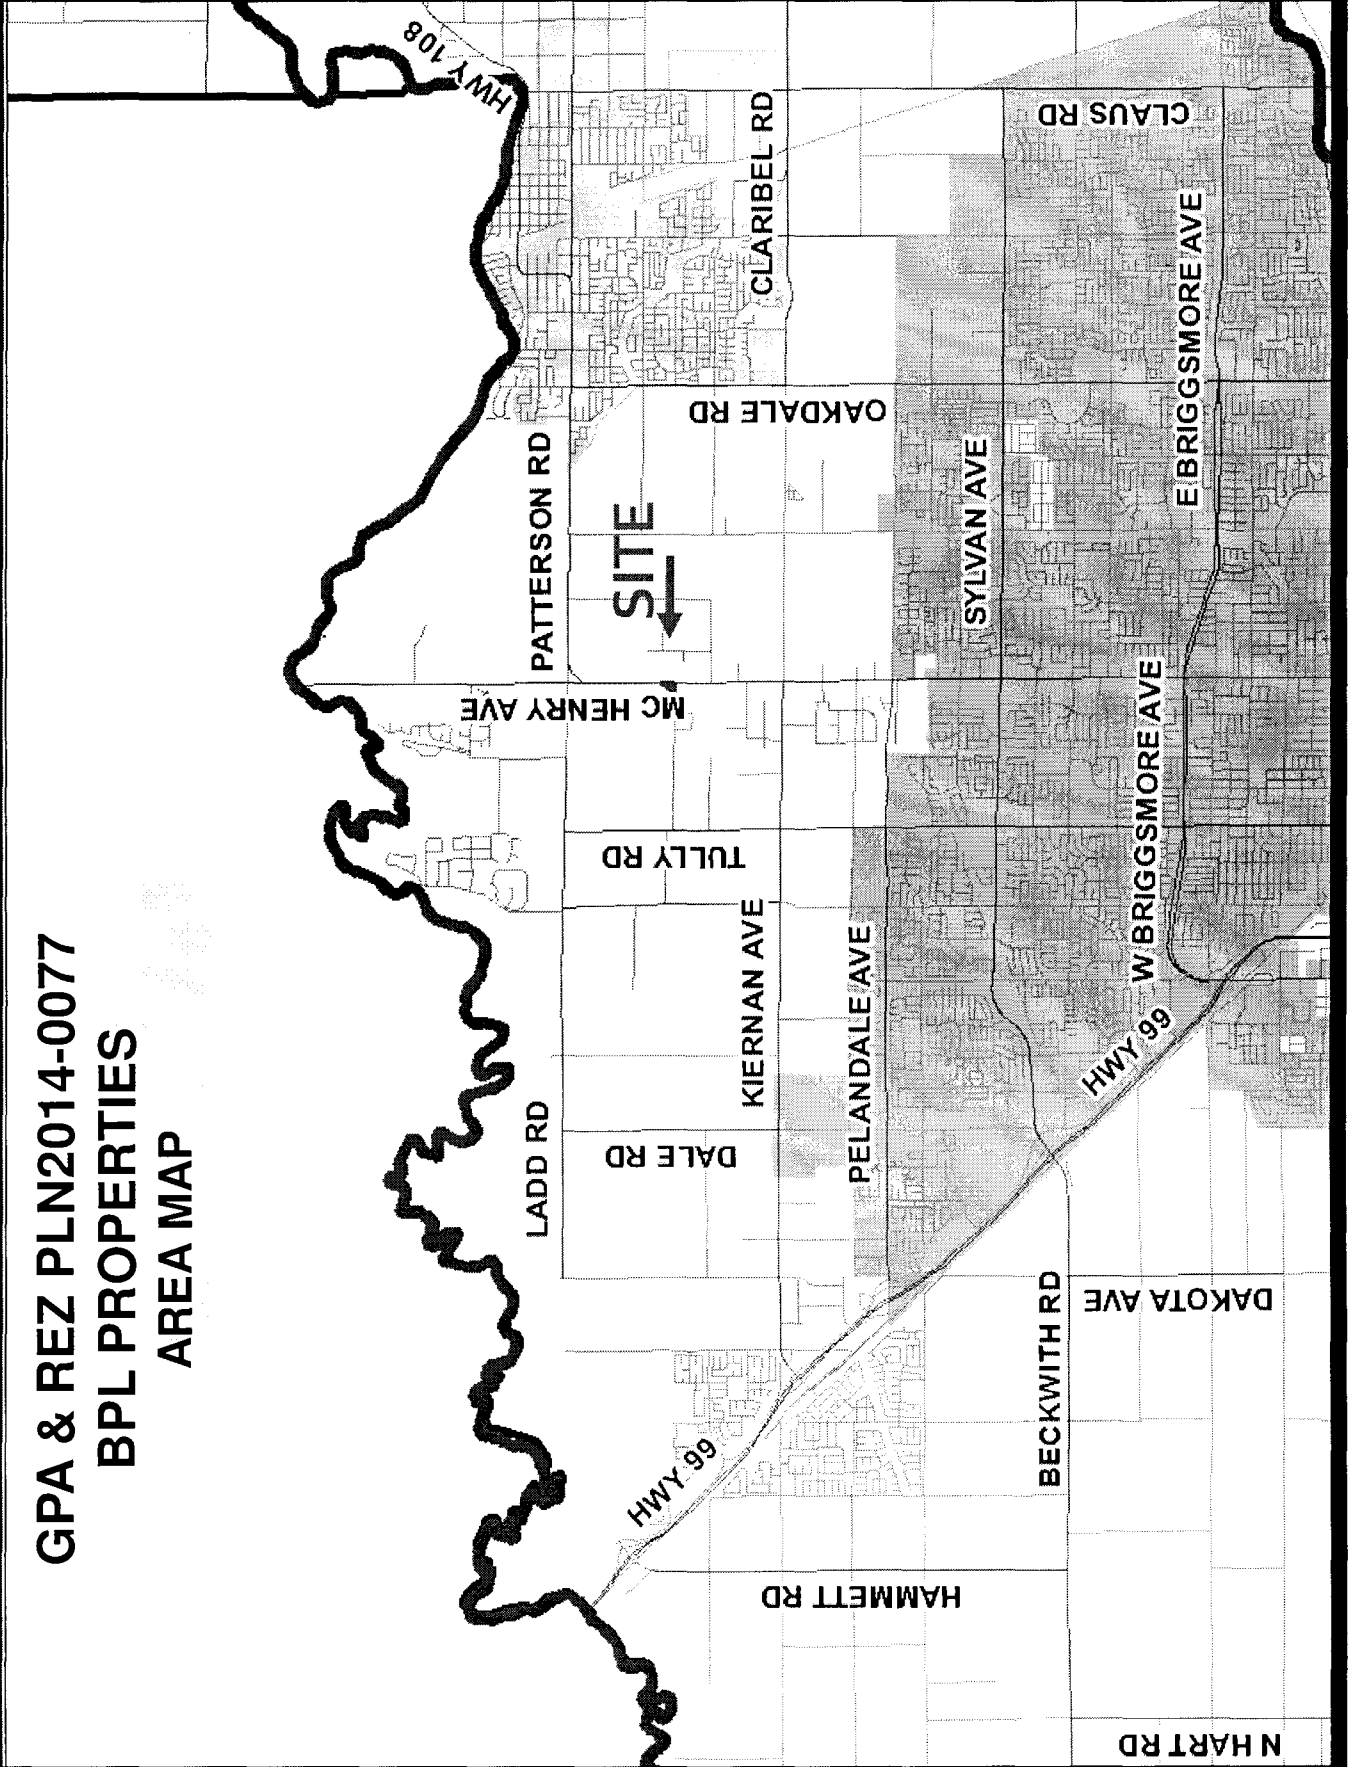 GPA & REZ PLN2014-0077
BPL PROPERTIES
AREA MAP
HWY 108
CLARIBEL RD
CLAUS RD
OAKDALE RD
PATTERSON RD
SITE
SYLVAN AVE
E BRIGGSMORE AVE
MC HENRY AVE
W BRIGGSMORE AVE
TULLY RD
KIERNAN AVE
PELANDALE AVE
LADD RD
DALE RD
HWY 99
BECKWITH RD
DAKOTA AVE
HWY 99
HAMMETT RD
N HART RD